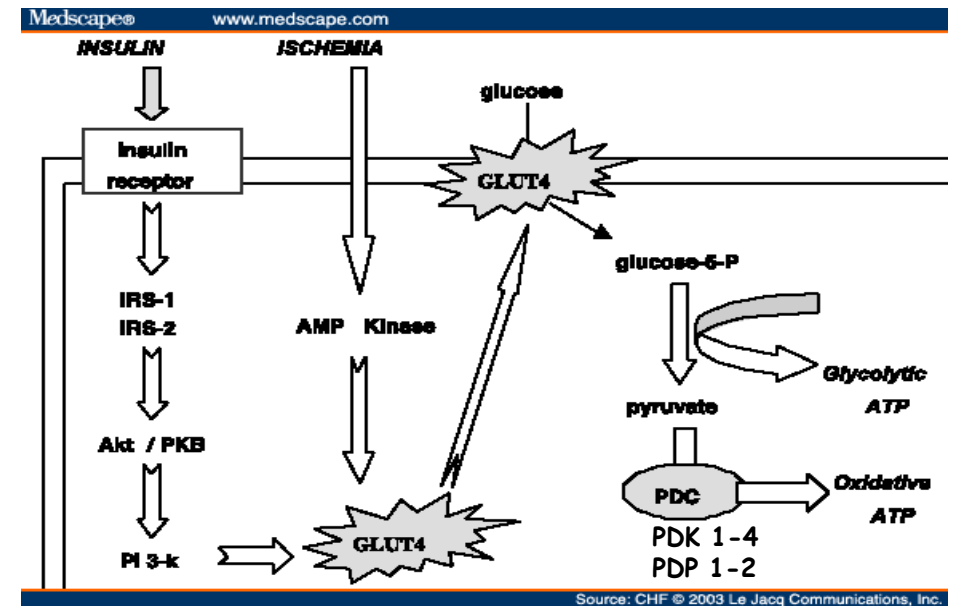 Medscape® www.medscape.com
INSULIN
ISCHEMIA
glucose
Insulin
receptor
GLUT4
glucose-6-P
IRS-1
IRS-2
AMP Kinase
Glycolytic
ATP
pyruvate
Akt / PKB
PDC
Oxidative
ATP
PDK 1-4
PDP 1-2
PI 3-k
GLUT4
Source: CHF © 2003 Le Jacq Communications, Inc.